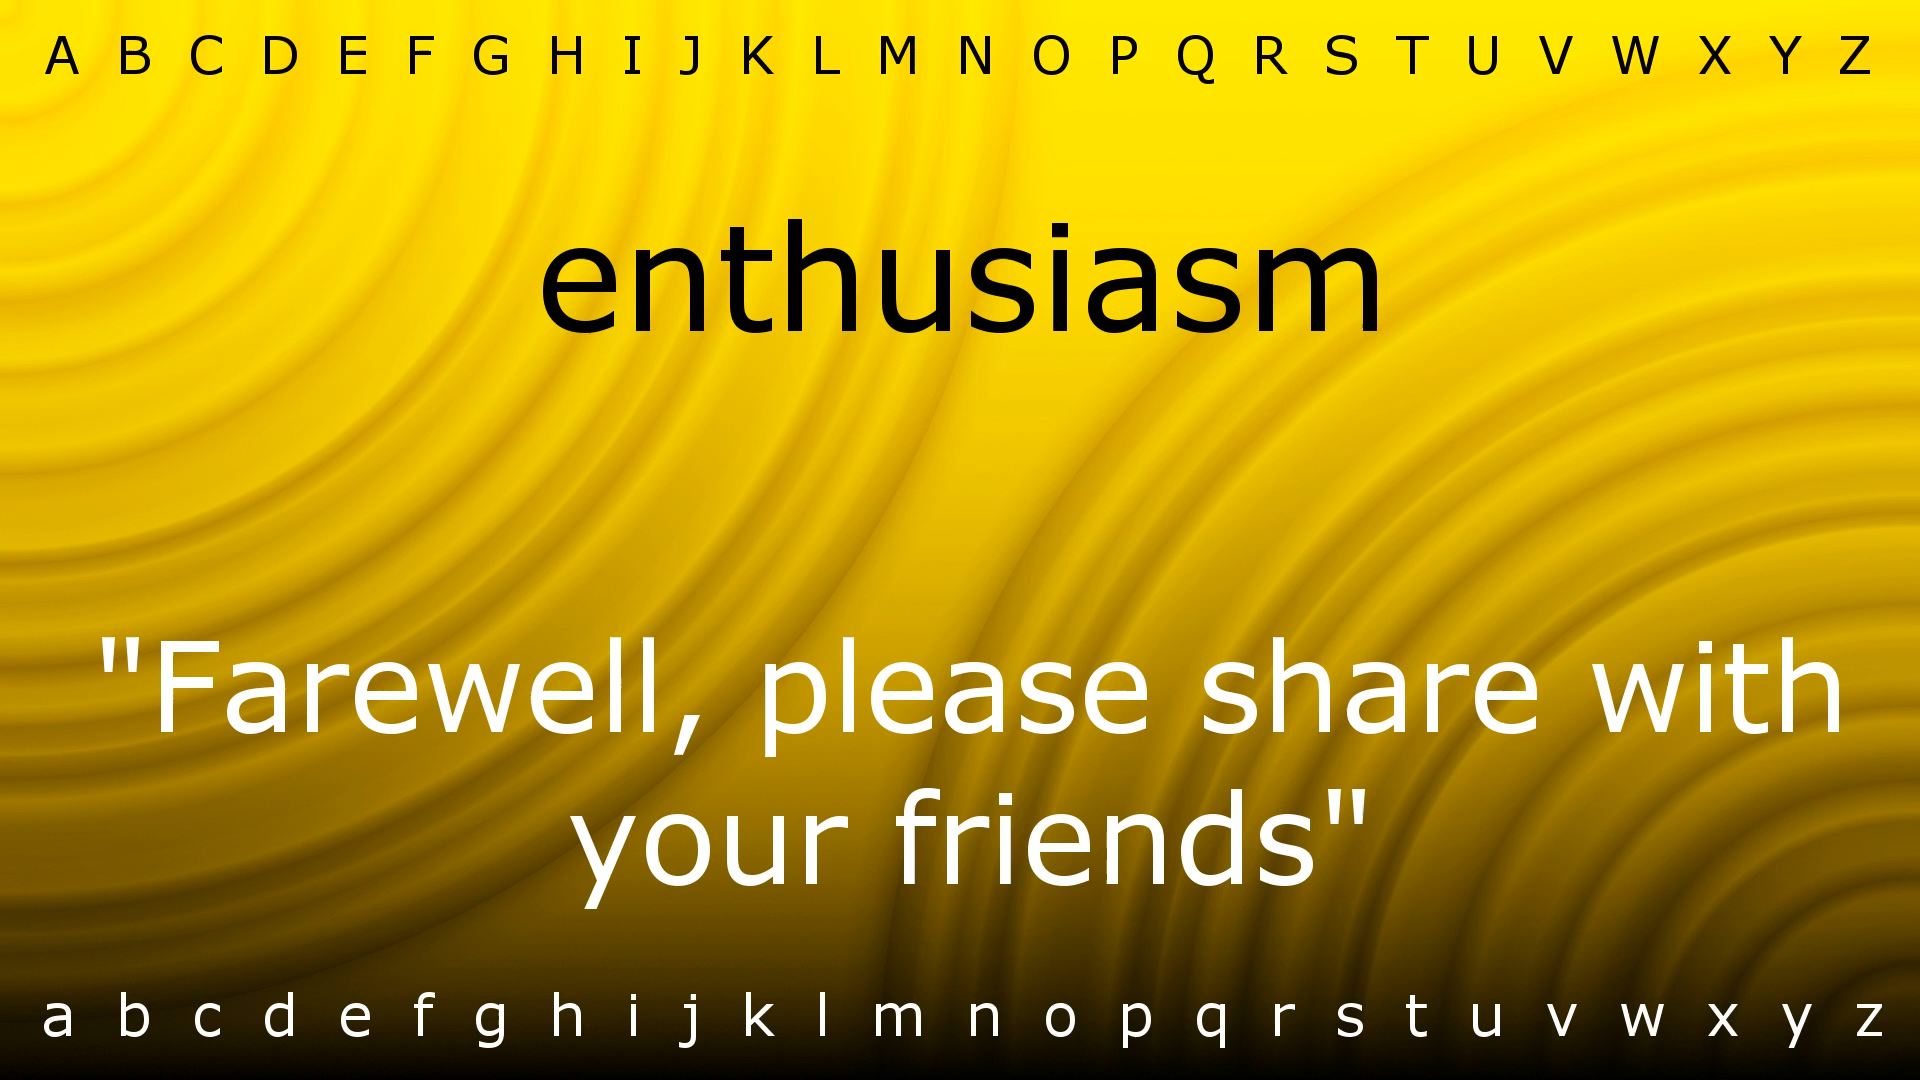 A B C D E F G H I J K L M N O P Q R S T U V W X Y Z
enthusiasm
"Farewell, please share with
your friends"
a b c d e f g h i j k l m n o p q r s t u v w x y z